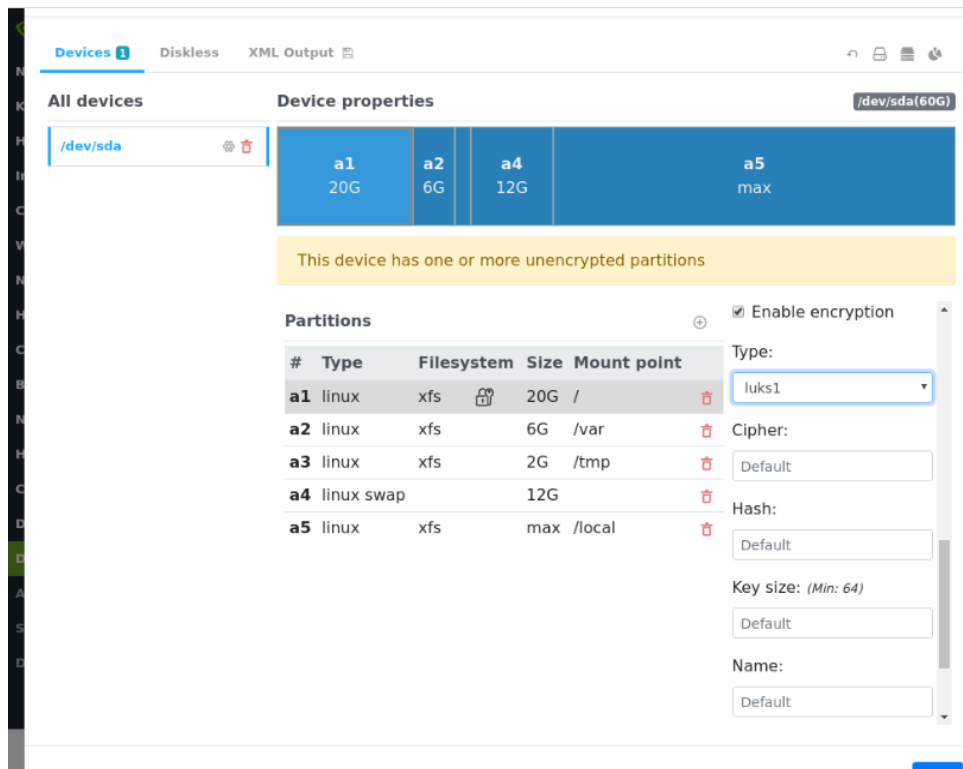 Devices 1 Diskless XML Output
All devices
/dev/sda
Device properties /dev/sda(60G)
a1 a2 a4 a5
20G 6G 12G max
This device has one or more unencrypted partitions
Partitions
# Type Filesystem Size Mount point
a1 linux xfs 20G /
a2 linux xfs 6G /var
a3 linux xfs 2G /tmp
a4 linux swap 12G
a5 linux xfs max /local
Enable encryption
Type:
luks1
Cipher:
Default
Hash:
Default
Key size: (Min: 64)
Default
Name:
Default